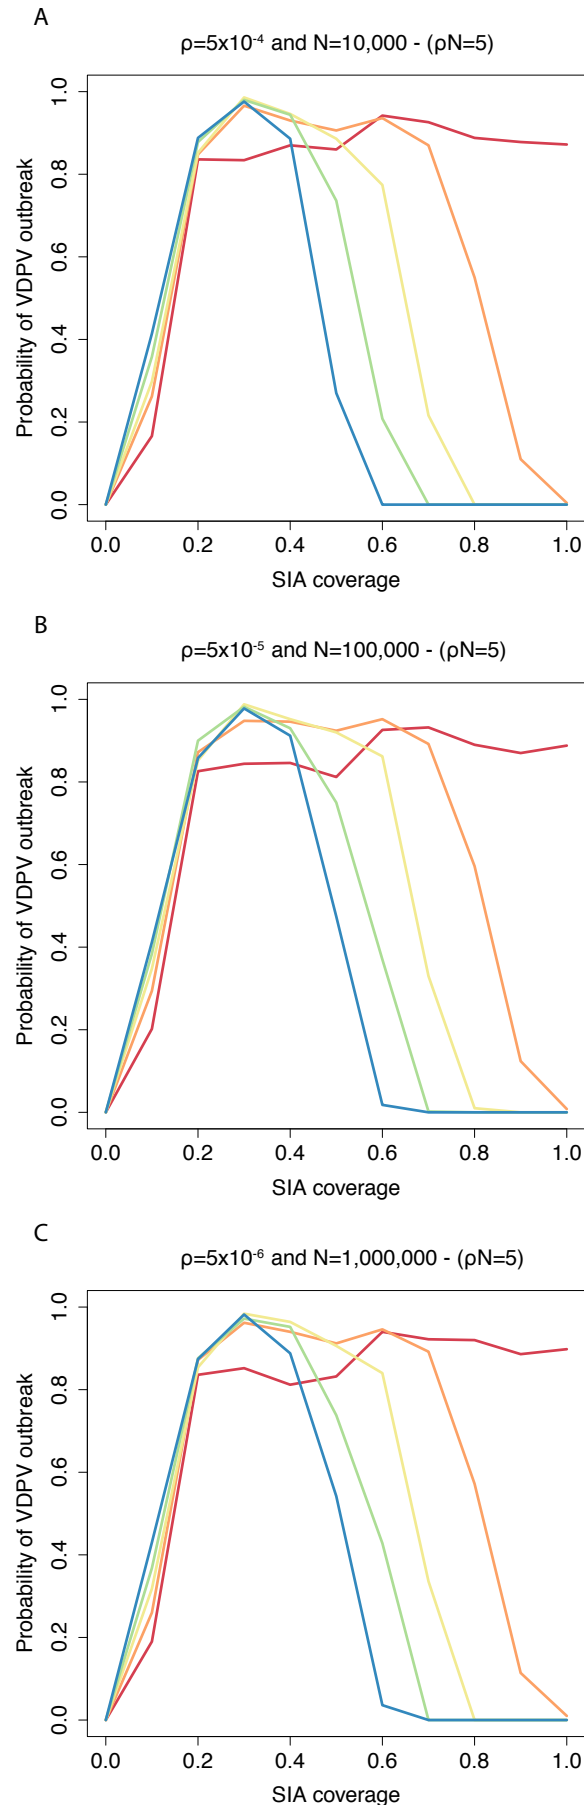 A
ρ=5x10⁻⁴ and N=10,000 - (ρN=5)
1.0
0.8
0.6
0.4
0.2
0.0
Probability of VDPV outbreak
0.0 0.2 0.4 0.6 0.8 1.0
SIA coverage
B
ρ=5x10⁻⁵ and N=100,000 - (ρN=5)
1.0
0.8
0.6
0.4
0.2
0.0
Probability of VDPV outbreak
0.0 0.2 0.4 0.6 0.8 1.0
SIA coverage
C
ρ=5x10⁻⁶ and N=1,000,000 - (ρN=5)
1.0
0.8
0.6
0.4
0.2
0.0
Probability of VDPV outbreak
0.0 0.2 0.4 0.6 0.8 1.0
SIA coverage